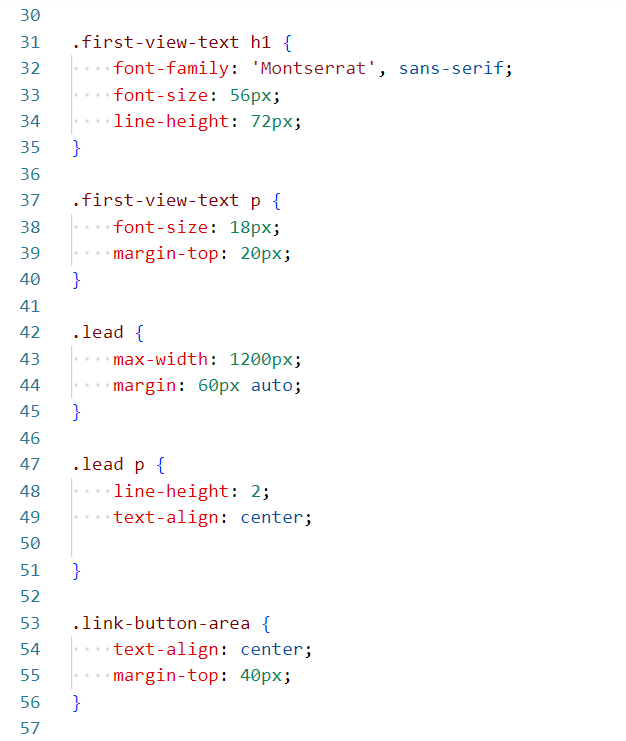 30
31 .first-view-text h1 {
32 ····font-family: 'Montserrat', sans-serif;
33 ····font-size: 56px;
34 ····line-height: 72px;
35 }
36
37 .first-view-text p {
38 ····font-size: 18px;
39 ····margin-top: 20px;
40 }
41
42 .lead {
43 ····max-width: 1200px;
44 ····margin: 60px auto;
45 }
46
47 .lead p {
48 ····line-height: 2;
49 ····text-align: center;
50
51 }
52
53 .link-button-area {
54 ····text-align: center;
55 ····margin-top: 40px;
56 }
57